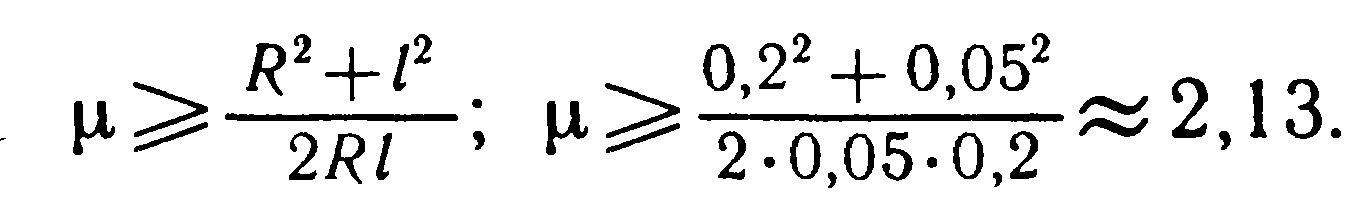 μ ⩾ (R² + l²) / (2Rl); μ ⩾ (0,2² + 0,05²) / (2·0,05·0,2) ≈ 2,13.